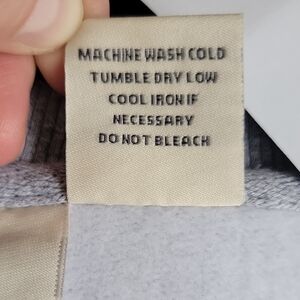 MACHINE WASH COLD
TUMBLE DRY LOW
COOL IRON IF
NECESSARY
DO NOT BLEACH